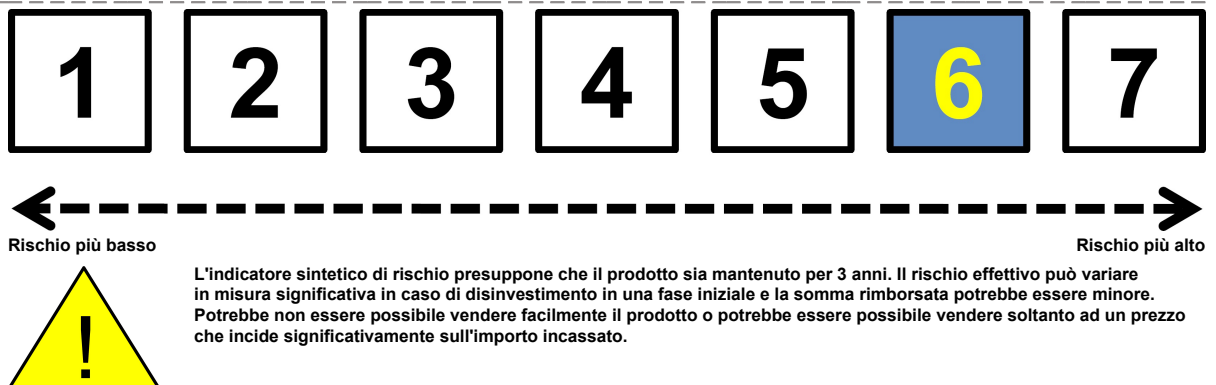 1 2 3 4 5 6 7
Rischio più basso Rischio più alto
L'indicatore sintetico di rischio presuppone che il prodotto sia mantenuto per 3 anni. Il rischio effettivo può variare
in misura significativa in caso di disinvestimento in una fase iniziale e la somma rimborsata potrebbe essere minore.
Potrebbe non essere possibile vendere facilmente il prodotto o potrebbe essere possibile vendere soltanto ad un prezzo
che incide significativamente sull'importo incassato.
!